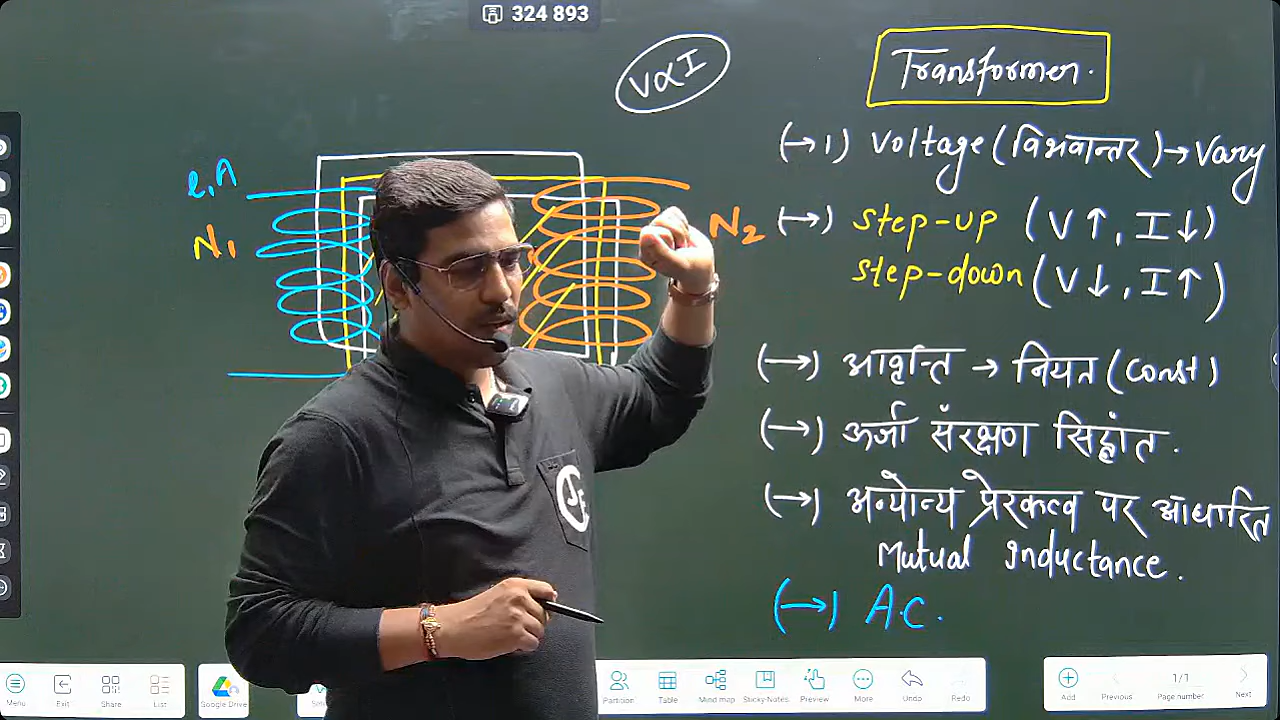 324 893
V∝I
Transformer.
(→) Voltage (विभवान्तर) → Vary
(→) step-up (V↑, I↓)
step-down (V↓, I↑)
(→) आवृत्ति → नियत (const)
(→) ऊर्जा संरक्षण सिद्धांत.
(→) अन्योन्य प्रेरकत्व पर आधारित
Mutual inductance.
(→) A.C.
N1
N2
Menu
Exit
Share
List
Google Drive
Partition
Table
Mind map
Sticky-Notes
Preview
More
Undo
Redo
Add
Previous
1/1
Page number
Next